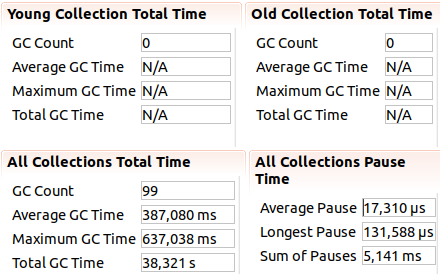 Young Collection Total Time
GC Count 0
Average GC Time N/A
Maximum GC Time N/A
Total GC Time N/A
Old Collection Total Time
GC Count 0
Average GC Time N/A
Maximum GC Time N/A
Total GC Time N/A
All Collections Total Time
GC Count 99
Average GC Time 387,080 ms
Maximum GC Time 637,038 ms
Total GC Time 38,321 s
All Collections Pause
Time
Average Pause 17,310 µs
Longest Pause 131,588 µs
Sum of Pauses 5,141 ms